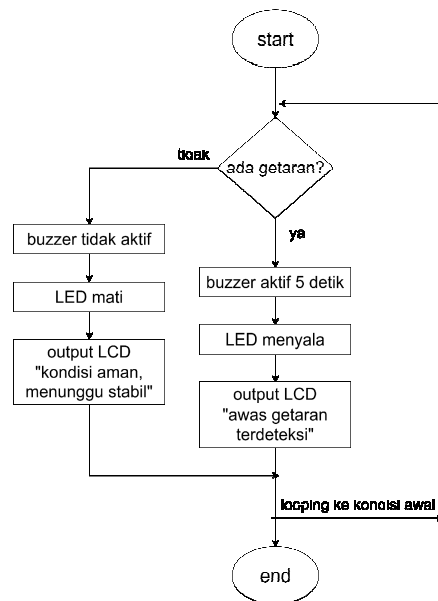 start
ada getaran?
tidak
ya
buzzer tidak aktif
LED mati
output LCD
"kondisi aman,
menunggu stabil"
buzzer aktif 5 detik
LED menyala
output LCD
"awas getaran
terdeteksi"
looping ke kondisi awal
end